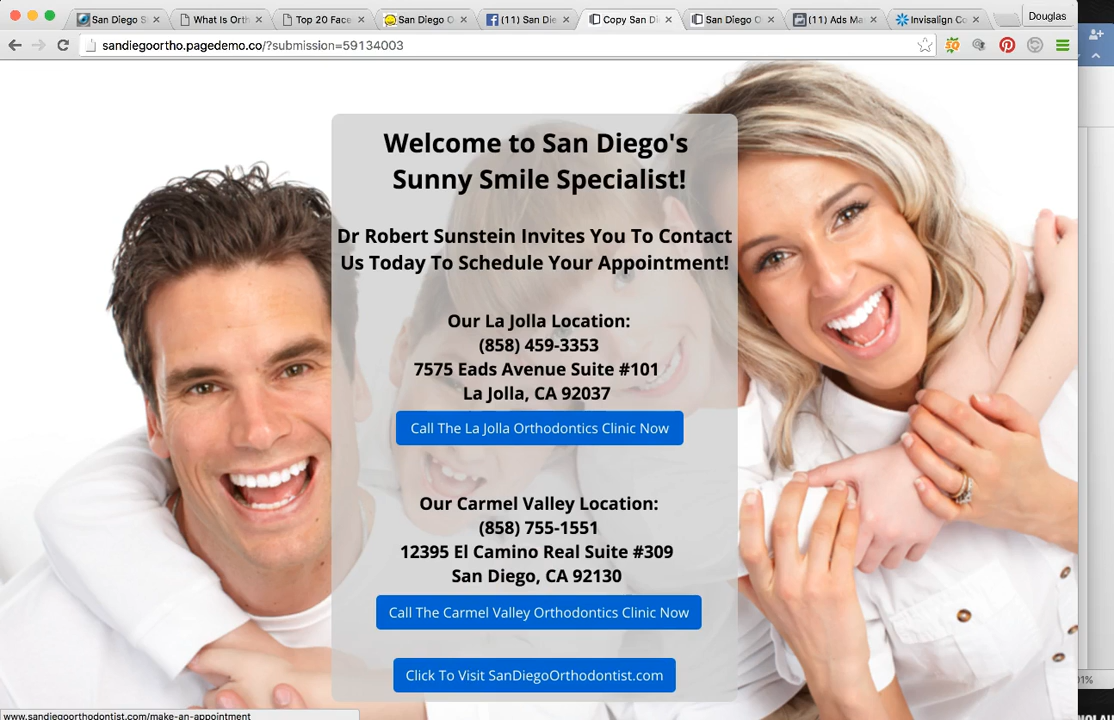 San Diego S
What Is Orth
Top 20 Face
San Diego O
(11) San Die
Copy San Di
San Diego O
(11) Ads Ma
Invisalign Co
Douglas
sandiegoortho.pagedemo.co/?submission=59134003
Welcome to San Diego's
Sunny Smile Specialist!
Dr Robert Sunstein Invites You To Contact
Us Today To Schedule Your Appointment!
Our La Jolla Location:
(858) 459-3353
7575 Eads Avenue Suite #101
La Jolla, CA 92037
Call The La Jolla Orthodontics Clinic Now
Our Carmel Valley Location:
(858) 755-1551
12395 El Camino Real Suite #309
San Diego, CA 92130
Call The Carmel Valley Orthodontics Clinic Now
Click To Visit SanDiegoOrthodontist.com
www.sandiegoorthodontist.com/make-an-appointment